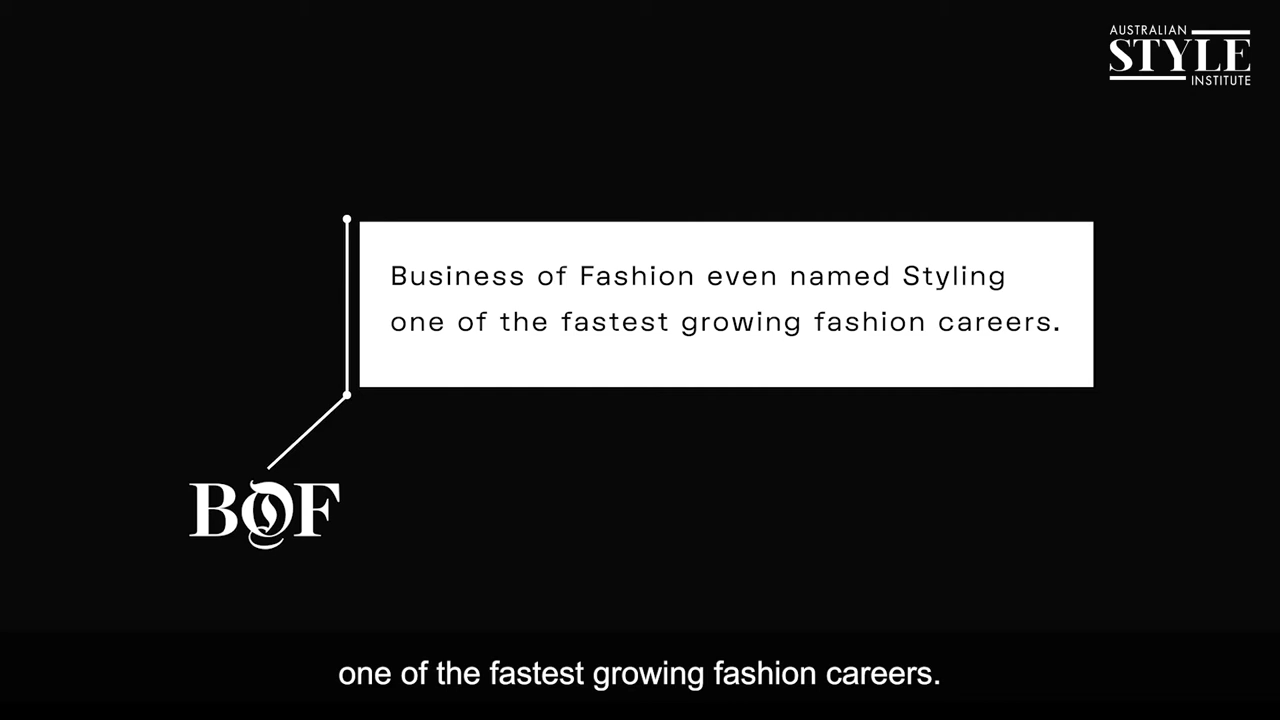 AUSTRALIAN
STYLE
INSTITUTE
Business of Fashion even named Styling
one of the fastest growing fashion careers.
BOF
one of the fastest growing fashion careers.